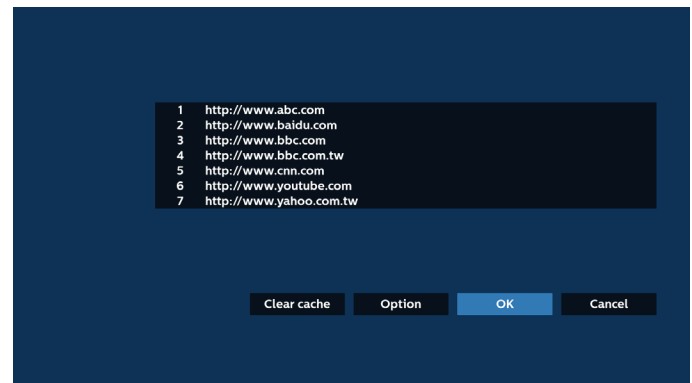 1 http://www.abc.com
2 http://www.baidu.com
3 http://www.bbc.com
4 http://www.bbc.com.tw
5 http://www.cnn.com
6 http://www.youtube.com
7 http://www.yahoo.com.tw
Clear cache Option OK Cancel